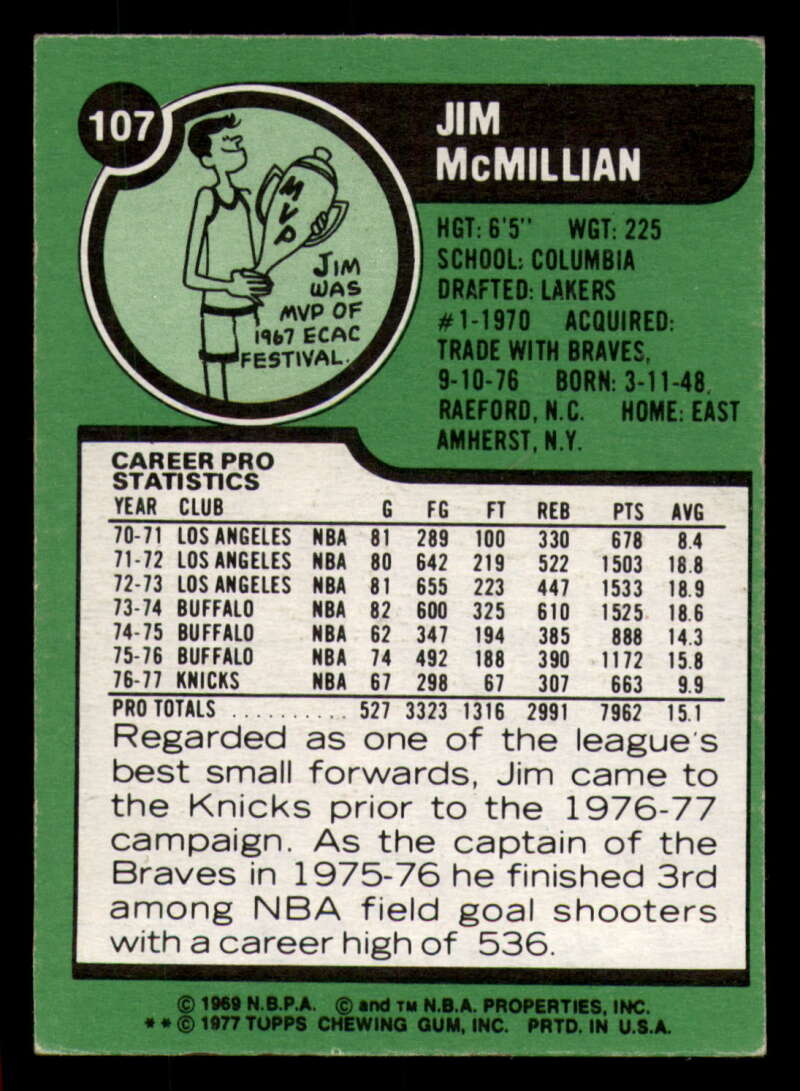 107
JIM
McMILLIAN
MVP
JIM
WAS
MVP OF
1967 ECAC
FESTIVAL.
HGT: 6'5" WGT: 225
SCHOOL: COLUMBIA
DRAFTED: LAKERS
#1-1970 ACQUIRED:
TRADE WITH BRAVES,
9-10-76 BORN: 3-11-48,
RAEFORD, N.C. HOME: EAST
AMHERST, N.Y.
CAREER PRO
STATISTICS
YEAR CLUB G FG FT REB PTS AVG
70-71 LOS ANGELES NBA 81 289 100 330 678 8.4
71-72 LOS ANGELES NBA 80 642 219 522 1503 18.8
72-73 LOS ANGELES NBA 81 655 223 447 1533 18.9
73-74 BUFFALO NBA 82 600 325 610 1525 18.6
74-75 BUFFALO NBA 62 347 194 385 888 14.3
75-76 BUFFALO NBA 74 492 188 390 1172 15.8
76-77 KNICKS NBA 67 298 67 307 663 9.9
PRO TOTALS .......... 527 3323 1316 2991 7962 15.1
Regarded as one of the league's
best small forwards, Jim came to
the Knicks prior to the 1976-77
campaign. As the captain of the
Braves in 1975-76 he finished 3rd
among NBA field goal shooters
with a career high of 536.
© 1969 N.B.P.A. © and TM N.B.A. PROPERTIES, INC.
** © 1977 TOPPS CHEWING GUM, INC. PRTD. IN U.S.A.